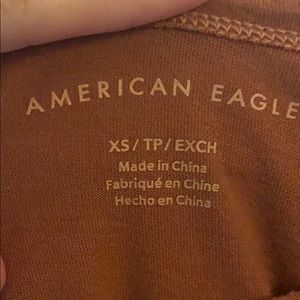 AMERICAN EAGLE
XS / TP / EXCH
Made in China
Fabriqué en Chine
Hecho en China